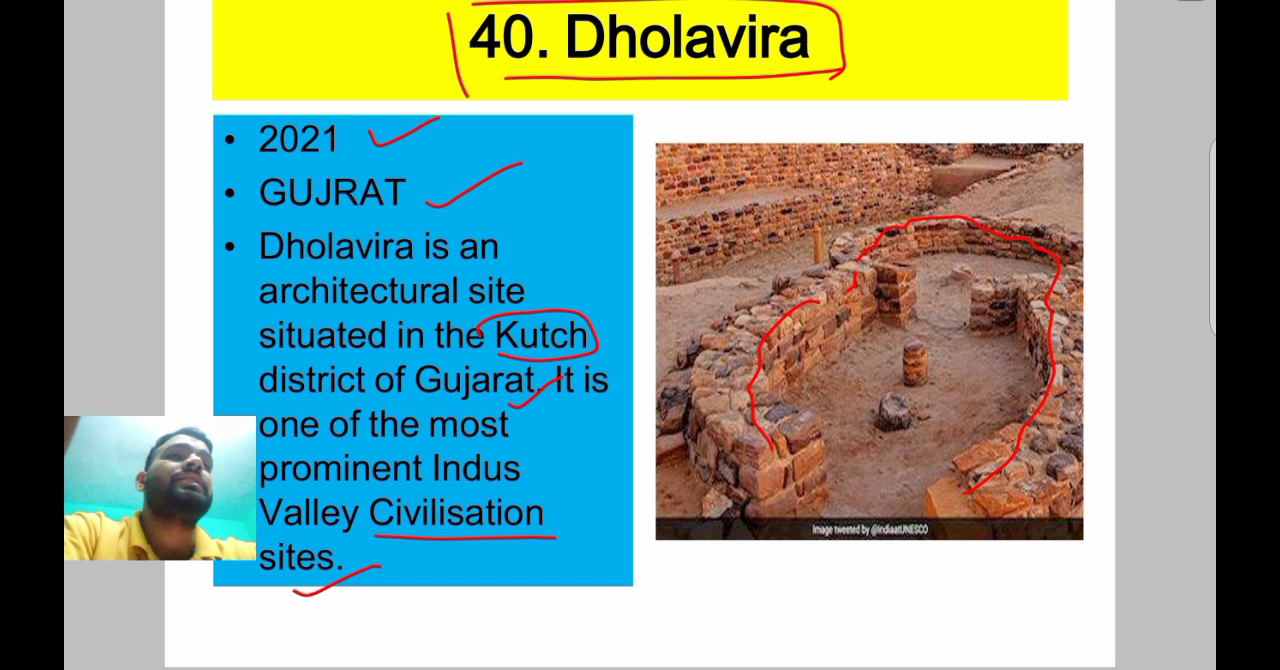 40. Dholavira
• 2021
• GUJRAT
• Dholavira is an
architectural site
situated in the Kutch
district of Gujarat. It is
one of the most
prominent Indus
Valley Civilisation
sites.
Image tweeted by @IndiaatUNESCO